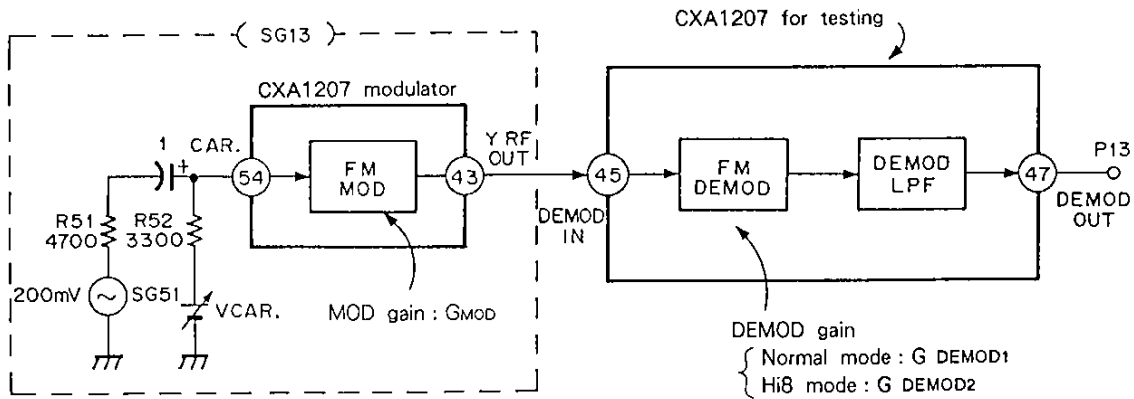 CXA1207 for testing
( SG13 )
CXA1207 modulator
1
+
CAR.
54
FM
MOD
43
Y RF
OUT
45
DEMOD
IN
FM
DEMOD
DEMOD
LPF
47
P13
DEMOD
OUT
R51
4700
R52
3300
200mV
SG51
VCAR.
MOD gain : GMOD
DEMOD gain
Normal mode : G DEMOD1
Hi8 mode : G DEMOD2